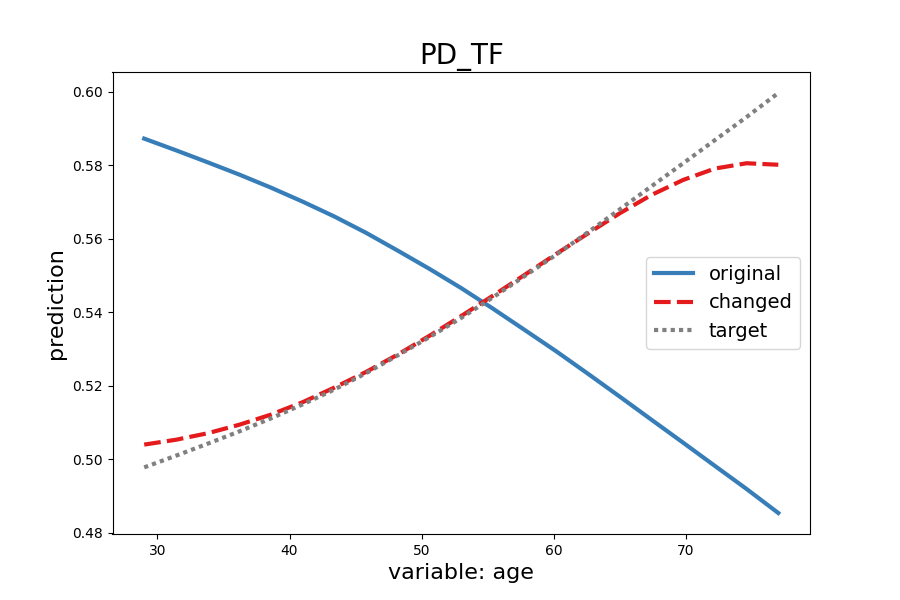 PD_TF
0.60
0.58
0.56
0.54
0.52
0.50
0.48
prediction
original
changed
target
30 40 50 60 70
variable: age